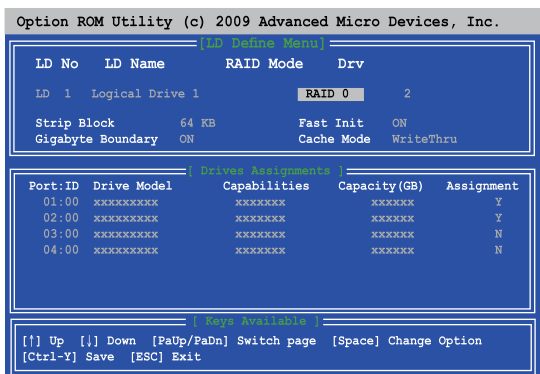 Option ROM Utility (c) 2009 Advanced Micro Devices, Inc.
[LD Define Menu]
LD No LD Name RAID Mode Drv
LD 1 Logical Drive 1 RAID 0 2
Strip Block 64 KB Fast Init ON
Gigabyte Boundary ON Cache Mode WriteThru
[ Drives Assignments ]
Port:ID Drive Model Capabilities Capacity(GB) Assignment
01:00 xxxxxxxxx xxxxxxx xxxxxx Y
02:00 xxxxxxxxx xxxxxxx xxxxxx Y
03:00 xxxxxxxxx xxxxxxx xxxxxx N
04:00 xxxxxxxxx xxxxxxx xxxxxx N
[ Keys Available ]
[↑] Up [↓] Down [PaUp/PaDn] Switch page [Space] Change Option
[Ctrl-Y] Save [ESC] Exit